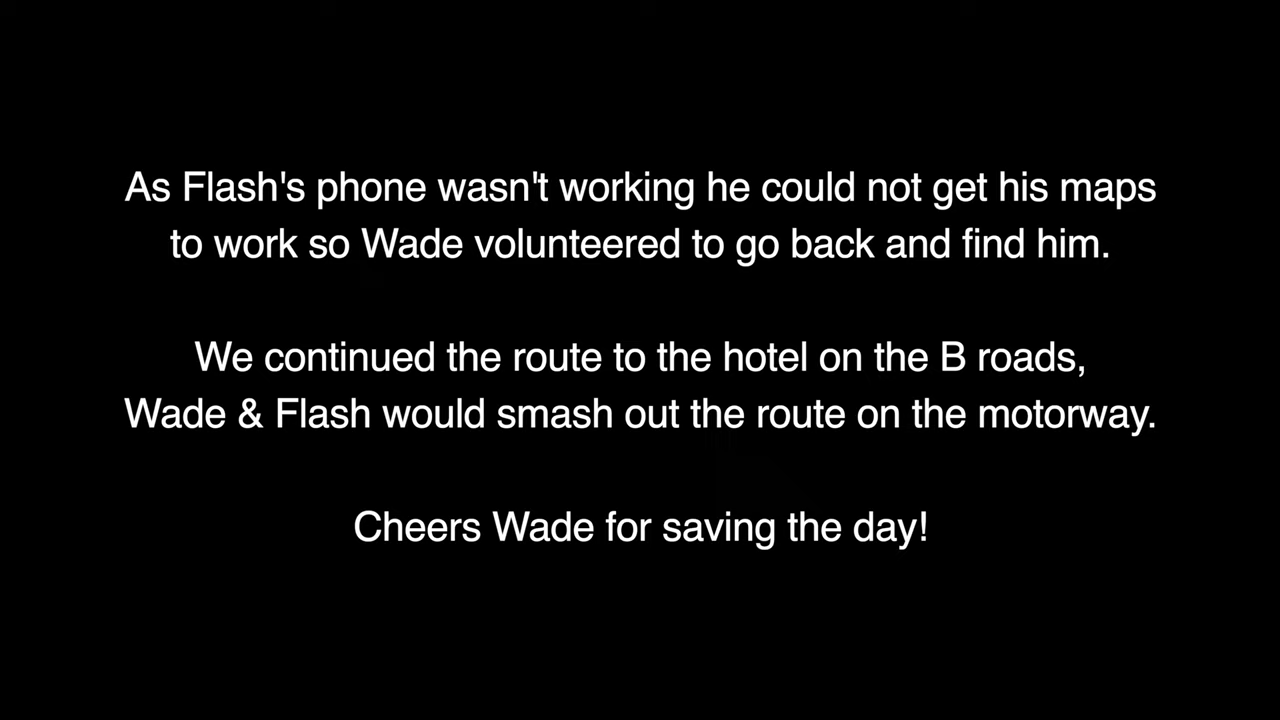 As Flash's phone wasn't working he could not get his maps
to work so Wade volunteered to go back and find him.
We continued the route to the hotel on the B roads,
Wade & Flash would smash out the route on the motorway.
Cheers Wade for saving the day!